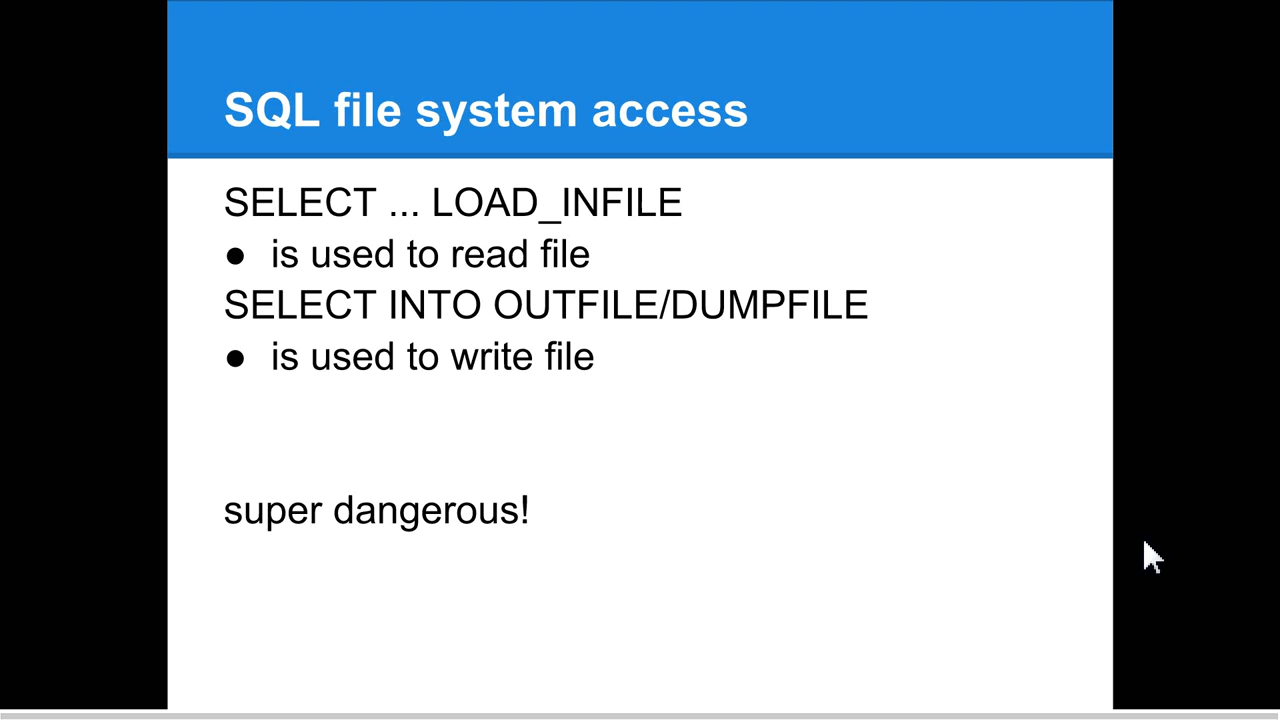 SQL file system access
SELECT ... LOAD_INFILE
● is used to read file
SELECT INTO OUTFILE/DUMPFILE
● is used to write file
super dangerous!